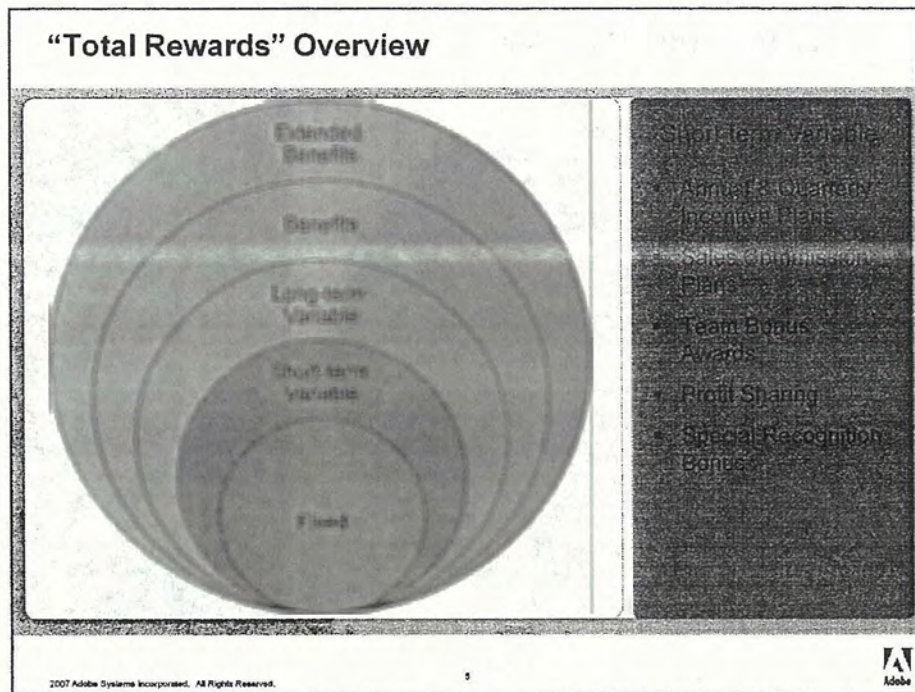 “Total Rewards” Overview
Extended
Benefits
Benefits
Long-term
Variable
Short-term
Variable
Fixed
Short-term Variable
• Annual & Quarterly
Incentive Plans
• Sales Commission
Plans
• Team Bonus
Awards
• Profit Sharing
• Special Recognition
Bonus
2007 Adobe Systems Incorporated. All Rights Reserved.
5
Adobe